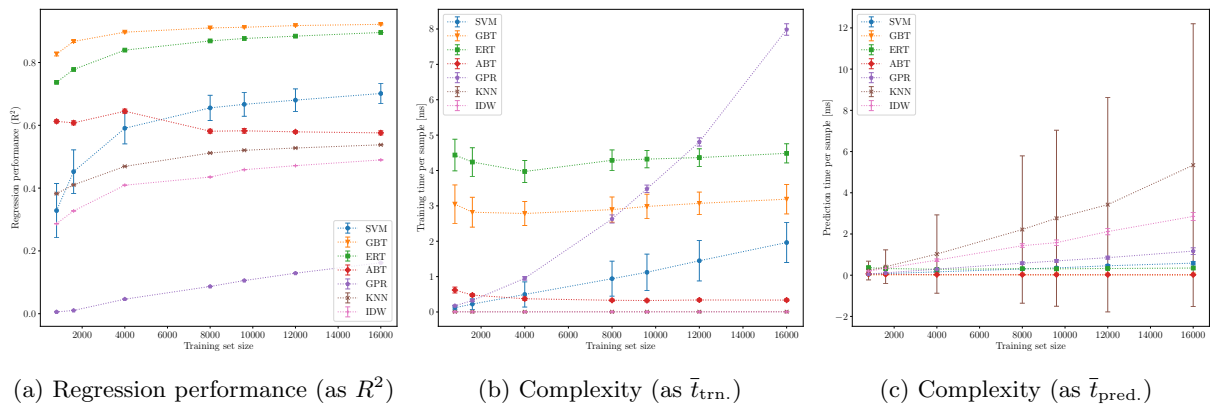 0.0
0.2
0.4
0.6
0.8
2000 4000 6000 8000 10000 12000 14000 16000
Training set size
Regression performance (R²)
SVM
GBT
ERT
ABT
GPR
KNN
IDW
0
1
2
3
4
5
6
7
8
2000 4000 6000 8000 10000 12000 14000 16000
Training set size
Training time per sample [ms]
SVM
GBT
ERT
ABT
GPR
KNN
IDW
−2
0
2
4
6
8
10
12
2000 4000 6000 8000 10000 12000 14000 16000
Training set size
Prediction time per sample [ms]
SVM
GBT
ERT
ABT
GPR
KNN
IDW
(a) Regression performance (as R²)
(b) Complexity (as t̄trn.)
(c) Complexity (as t̄pred.)